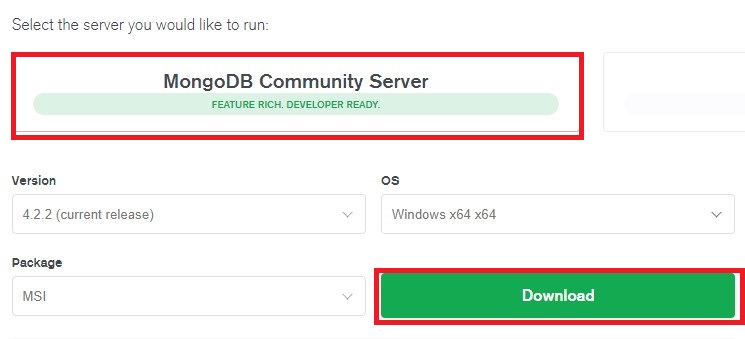 Select the server you would like to run:
MongoDB Community Server
FEATURE RICH. DEVELOPER READY.
Version
OS
4.2.2 (current release)
Windows x64 x64
Package
MSI
Download